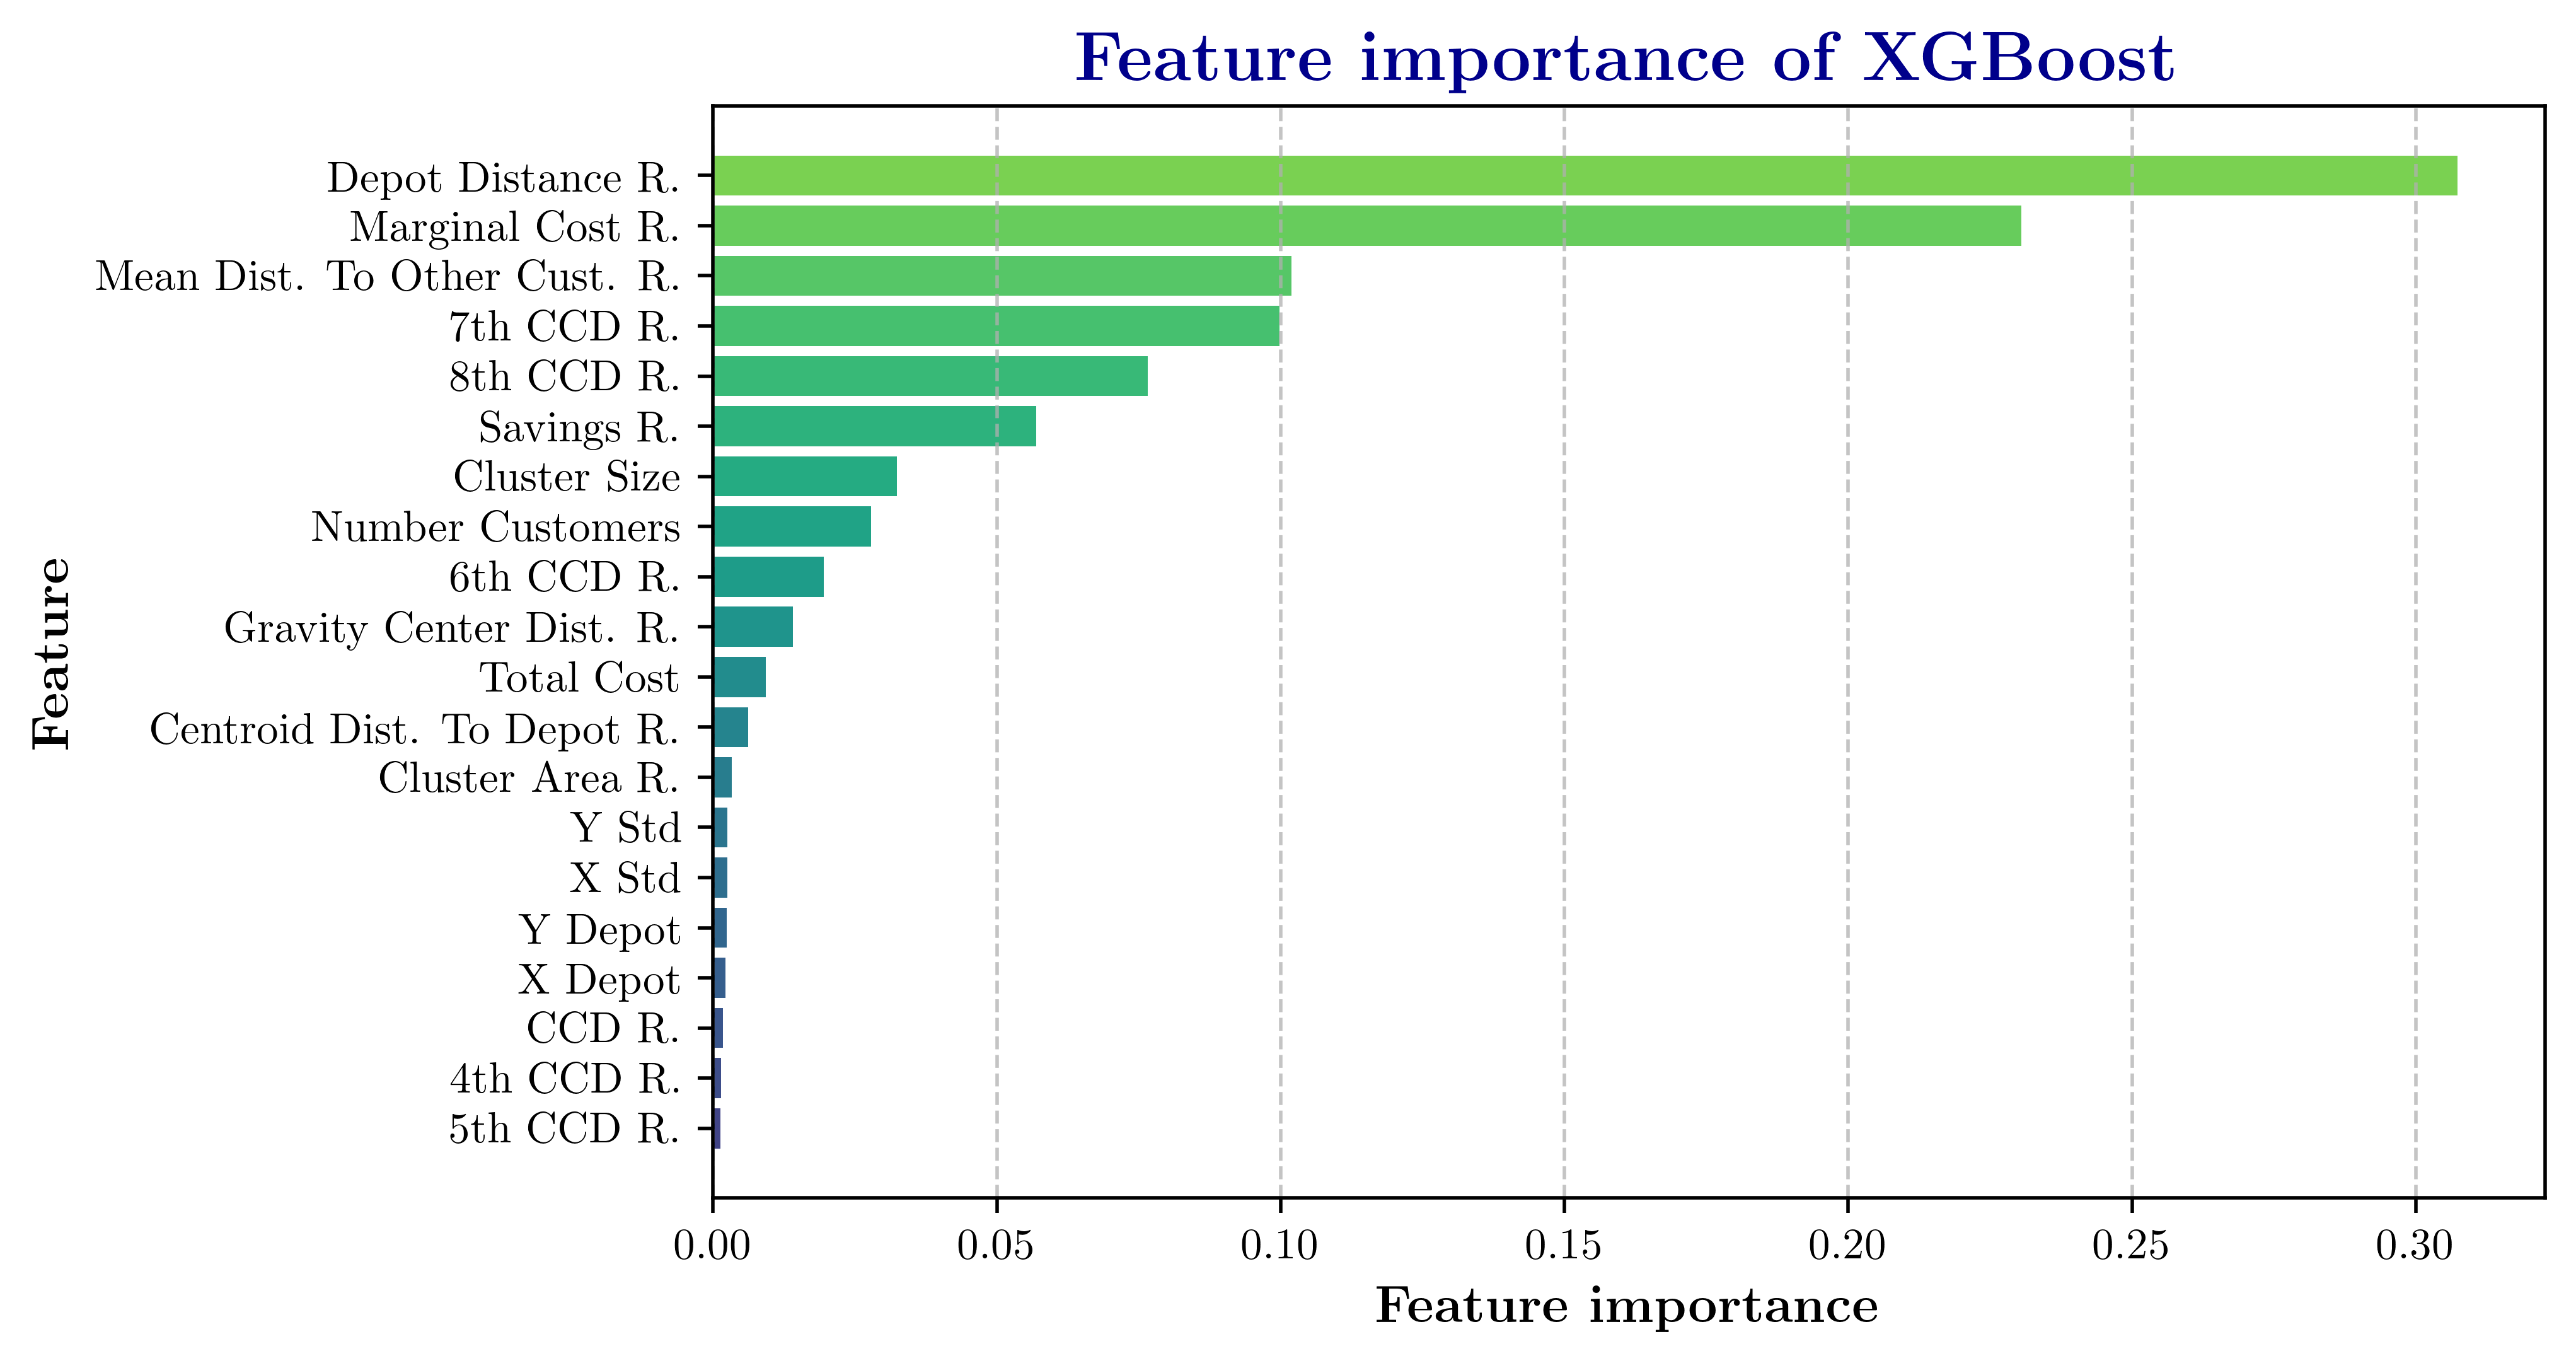 Feature importance of XGBoost
Feature
Depot Distance R.
Marginal Cost R.
Mean Dist. To Other Cust. R.
7th CCD R.
8th CCD R.
Savings R.
Cluster Size
Number Customers
6th CCD R.
Gravity Center Dist. R.
Total Cost
Centroid Dist. To Depot R.
Cluster Area R.
Y Std
X Std
Y Depot
X Depot
CCD R.
4th CCD R.
5th CCD R.
0.00 0.05 0.10 0.15 0.20 0.25 0.30
Feature importance